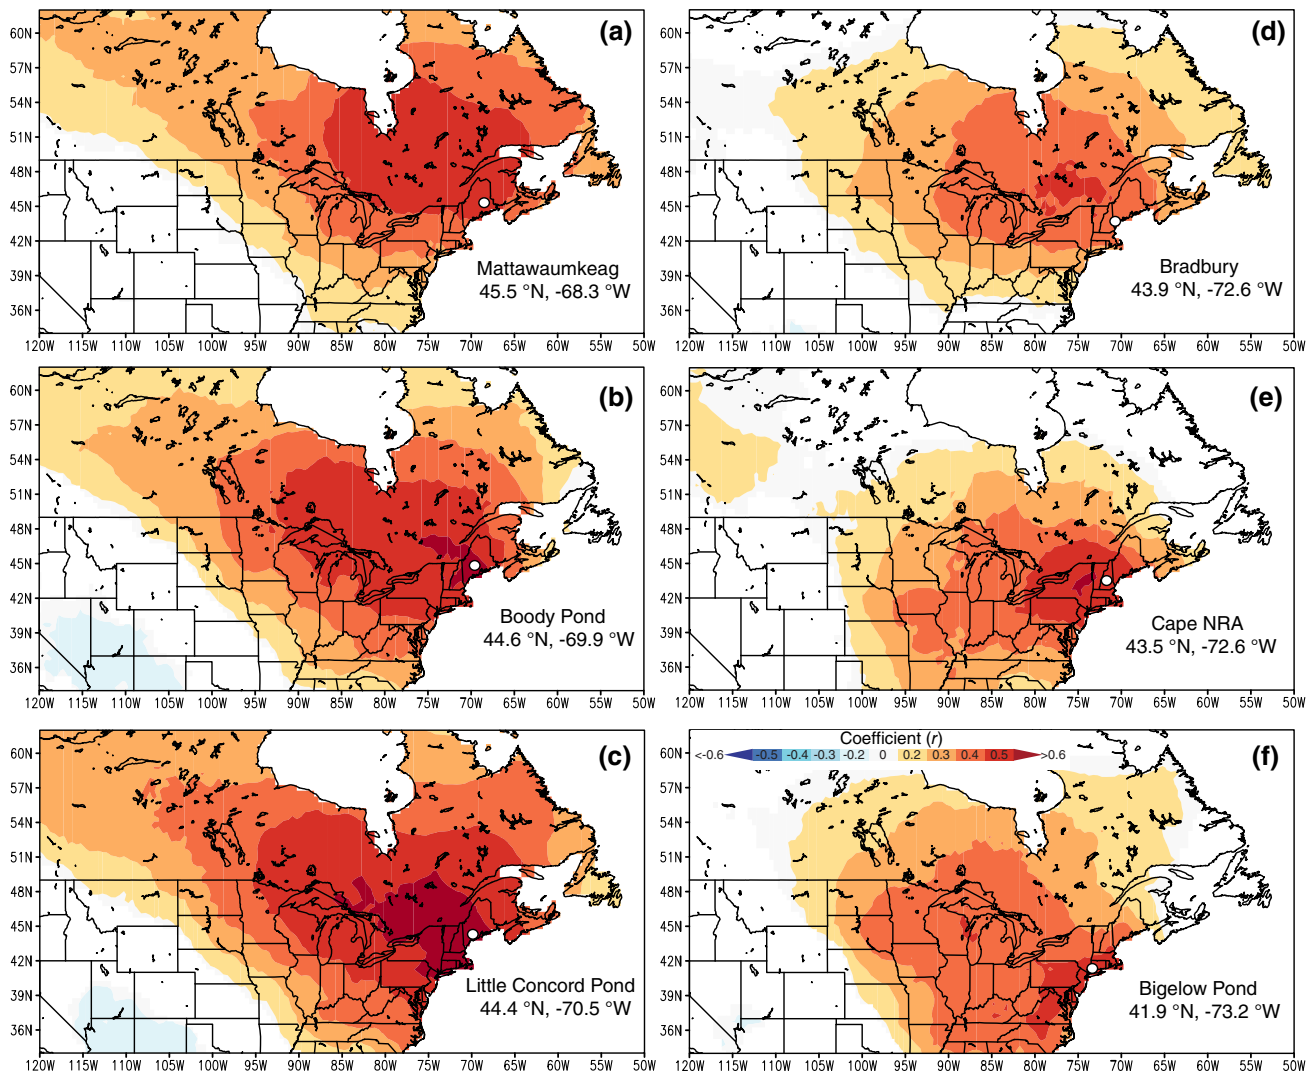 60N
57N
54N
51N
48N
45N
42N
39N
36N
(a)
Mattawaumkeag
45.5 °N, -68.3 °W
120W 115W 110W 105W 100W 95W 90W 85W 80W 75W 70W 65W 60W 55W 50W
60N
57N
54N
51N
48N
45N
42N
39N
36N
(d)
Bradbury
43.9 °N, -72.6 °W
120W 115W 110W 105W 100W 95W 90W 85W 80W 75W 70W 65W 60W 55W 50W
60N
57N
54N
51N
48N
45N
42N
39N
36N
(b)
Boody Pond
44.6 °N, -69.9 °W
120W 115W 110W 105W 100W 95W 90W 85W 80W 75W 70W 65W 60W 55W 50W
60N
57N
54N
51N
48N
45N
42N
39N
36N
(e)
Cape NRA
43.5 °N, -72.6 °W
120W 115W 110W 105W 100W 95W 90W 85W 80W 75W 70W 65W 60W 55W 50W
60N
57N
54N
51N
48N
45N
42N
39N
36N
(c)
Little Concord Pond
44.4 °N, -70.5 °W
120W 115W 110W 105W 100W 95W 90W 85W 80W 75W 70W 65W 60W 55W 50W
Coefficient (r)
<-0.6 -0.5 -0.4 -0.3 -0.2 0 0.2 0.3 0.4 0.5 >0.6
60N
57N
54N
51N
48N
45N
42N
39N
36N
(f)
Bigelow Pond
41.9 °N, -73.2 °W
120W 115W 110W 105W 100W 95W 90W 85W 80W 75W 70W 65W 60W 55W 50W